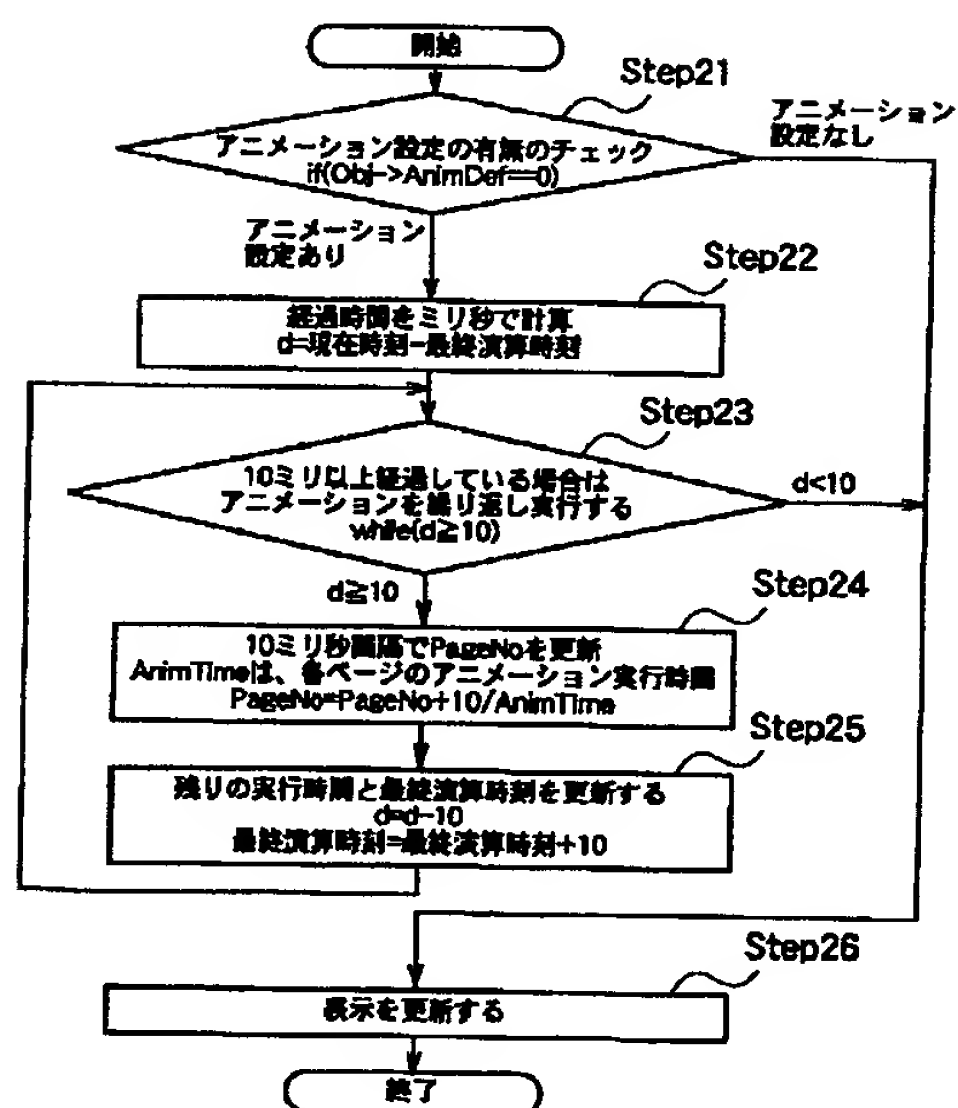 開始
Step21
アニメーション設定の有無のチェック
if(Obj->AnimDef==0)
アニメーション
設定なし
アニメーション
設定あり
Step22
経過時間をミリ秒で計算
d=現在時刻-最終演算時刻
Step23
10ミリ以上経過している場合は
アニメーションを繰り返し実行する
while(d≧10)
d<10
d≧10
Step24
10ミリ秒間隔でPageNoを更新
AnimTimeは、各ページのアニメーション実行時間
PageNo=PageNo+10/AnimTime
Step25
残りの実行時間と最終演算時刻を更新する
d=d-10
最終演算時刻=最終演算時刻+10
Step26
表示を更新する
終了